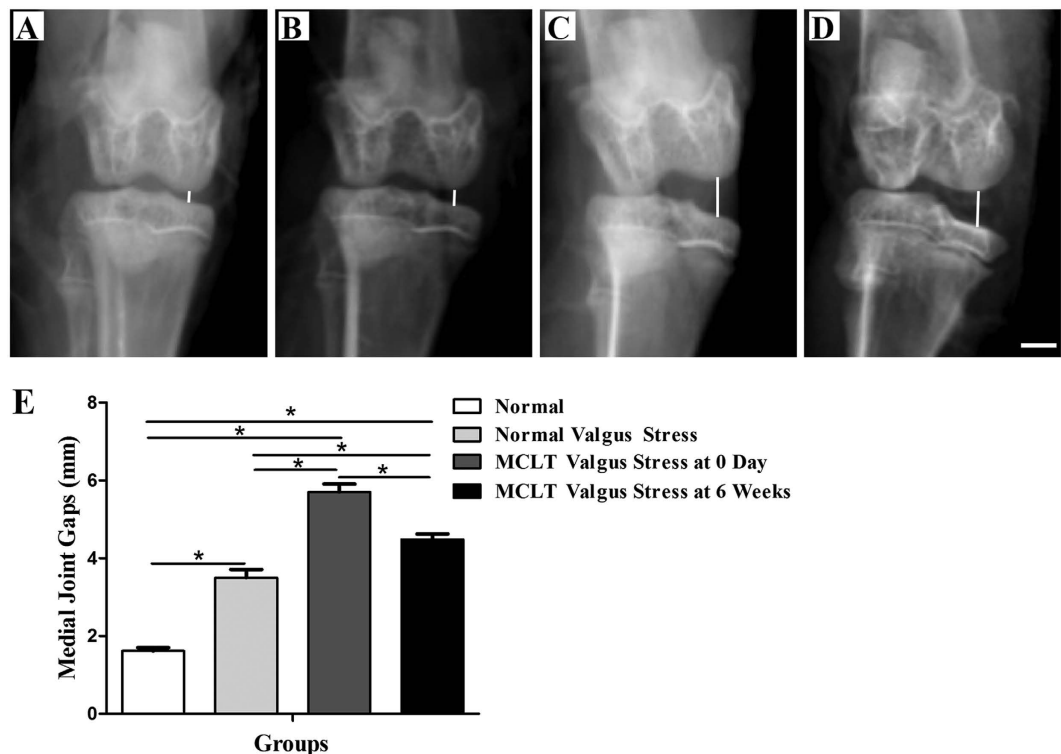 A
B
C
D
E
8
6
4
2
0
Medial Joint Gaps (mm)
*
*
*
*
*
*
Groups
Normal
Normal Valgus Stress
MCLT Valgus Stress at 0 Day
MCLT Valgus Stress at 6 Weeks